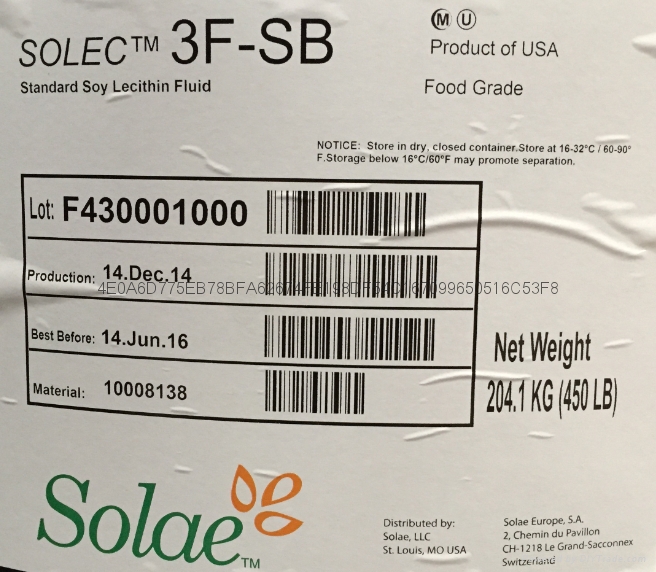 SOLEC™ 3F-SB
Standard Soy Lecithin Fluid
M U
Product of USA
Food Grade
NOTICE: Store in dry, closed container.Store at 16-32°C / 60-90°
F.Storage below 16°C/60°F may promote separation.
Lot: F430001000
Production: 14.Dec.14
Best Before: 14.Jun.16
Material: 10008138
Net Weight
204.1 KG (450 LB)
Solae™
Distributed by:
Solae, LLC
St. Louis, MO USA
Solae Europe, S.A.
2, Chemin du Pavillon
CH-1218 Le Grand-Sacconnex
Switzerland